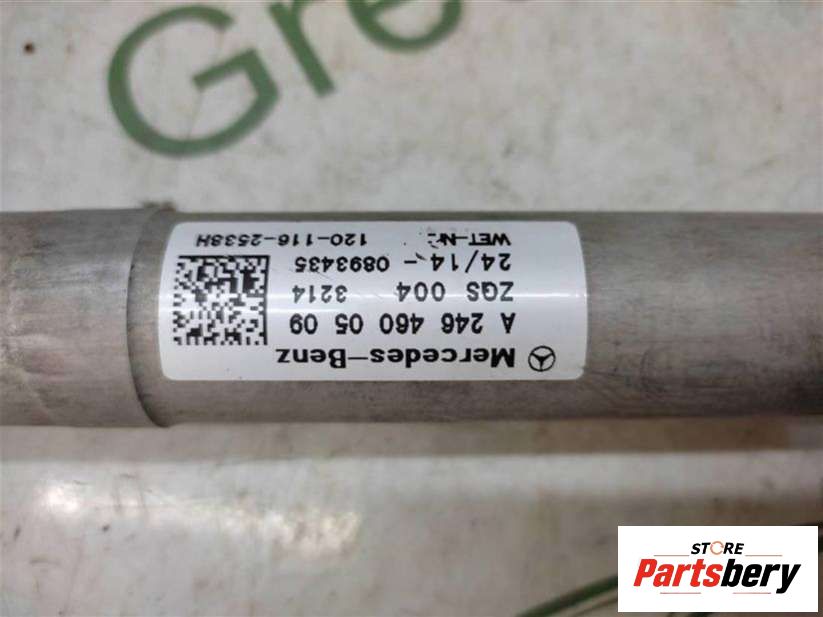 Gre
Mercedes-Benz
A 246 460 05 09
ZGS 004 3214
24/14 - 0893435
WET-Nr: 120-116-2538H
STORE
Partsbery